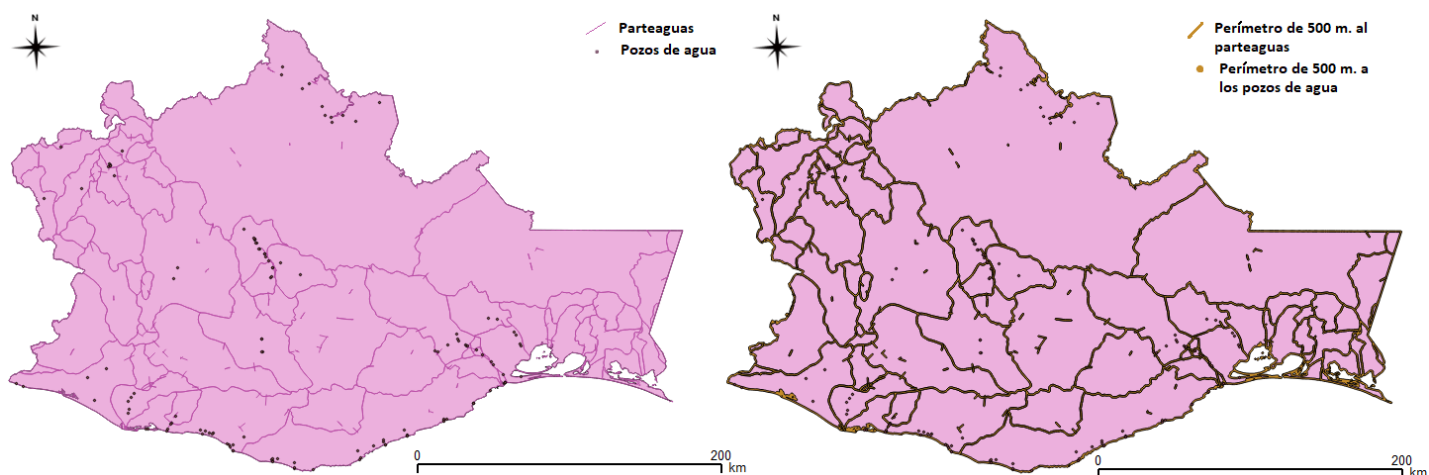 N
Parteaguas
Pozos de agua
0
200
km
N
Perímetro de 500 m. al
parteaguas
Perímetro de 500 m. a
los pozos de agua
0
200
km